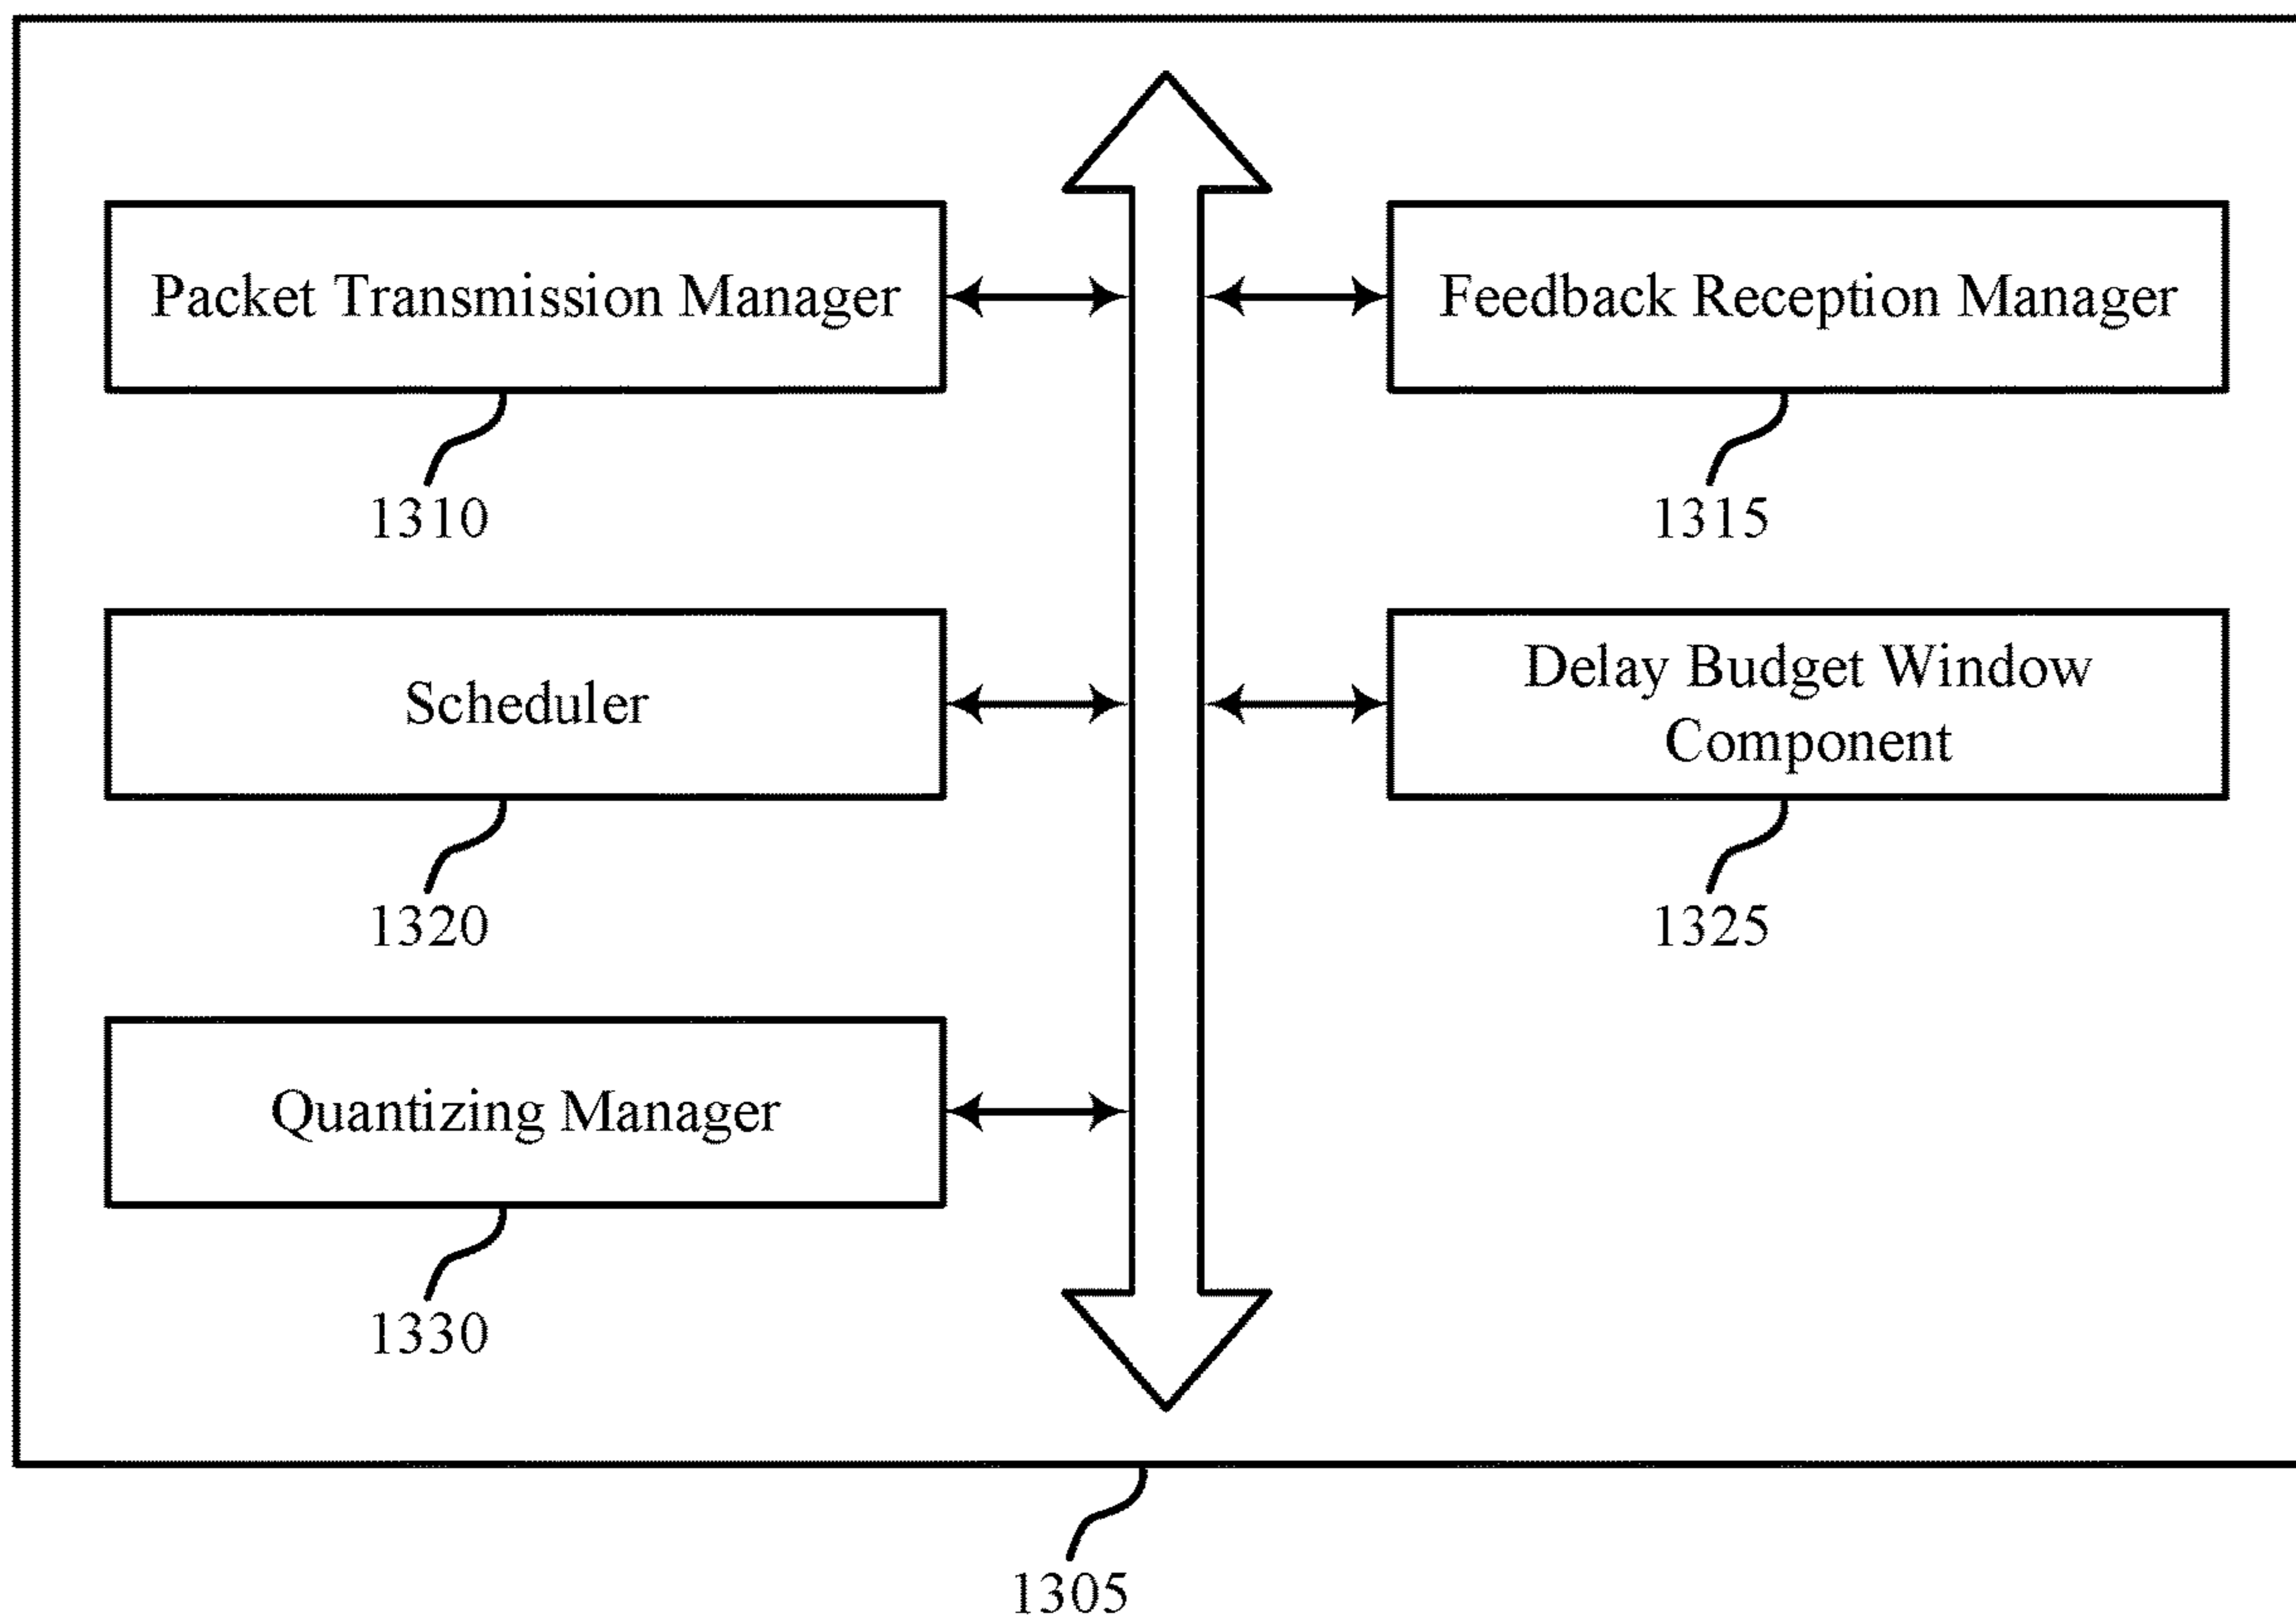 Packet Transmission Manager
1310
Feedback Reception Manager
1315
Scheduler
1320
Delay Budget Window
Component
1325
Quantizing Manager
1330
1305